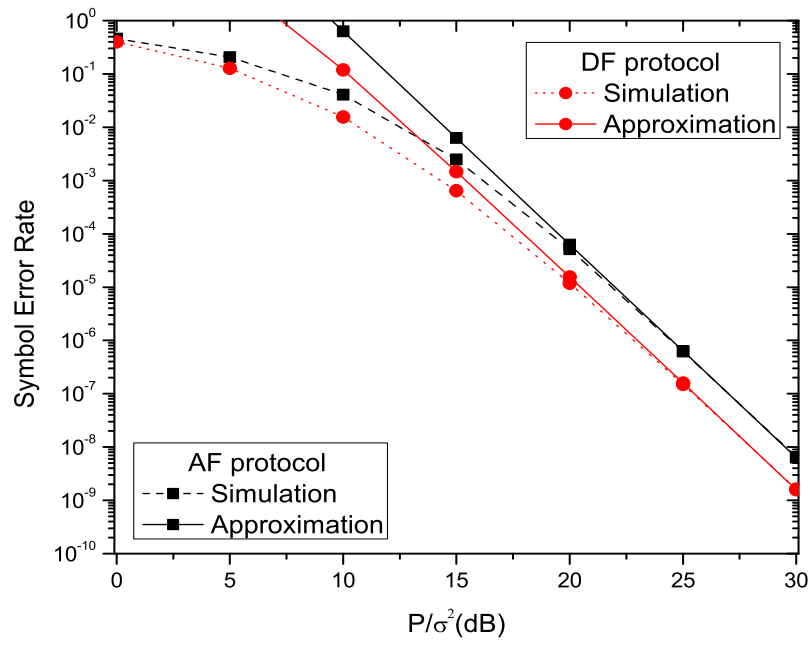 10^0
10^-1
10^-2
10^-3
10^-4
10^-5
10^-6
10^-7
10^-8
10^-9
10^-10
Symbol Error Rate
DF protocol
Simulation
Approximation
AF protocol
Simulation
Approximation
0 5 10 15 20 25 30
P/σ²(dB)